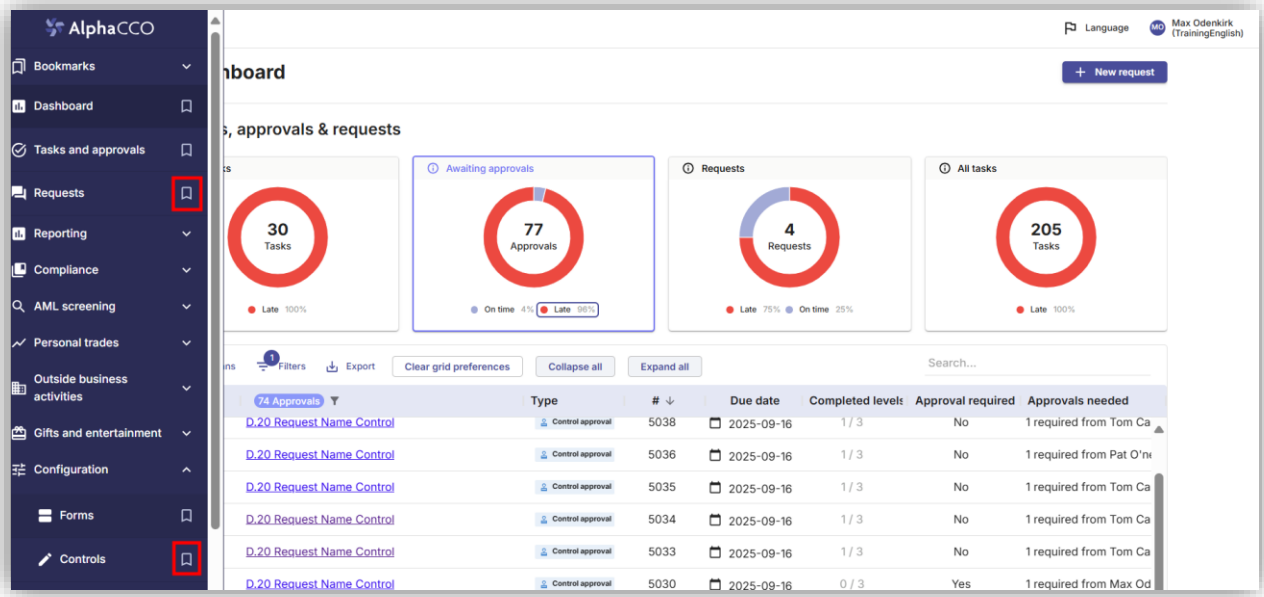 AlphaCCO
Bookmarks
Dashboard
Tasks and approvals
Requests
Reporting
Compliance
AML screening
Personal trades
Outside business
activities
Gifts and entertainment
Configuration
Forms
Controls
Language
MO
Max Odenkirk
(TrainingEnglish)
hboard
+ New request
s, approvals & requests
ks
30
Tasks
Late 100%
Awaiting approvals
77
Approvals
On time 4% Late 96%
Requests
4
Requests
Late 75% On time 25%
All tasks
205
Tasks
Late 100%
ns
1
Filters
Export
Clear grid preferences
Collapse all
Expand all
Search...
74 Approvals Type # ↓ Due date Completed levels Approval required Approvals needed
D.20 Request Name Control Control approval 5038 2025-09-16 1 / 3 No 1 required from Tom Ca
D.20 Request Name Control Control approval 5036 2025-09-16 1 / 3 No 1 required from Pat O'ne
D.20 Request Name Control Control approval 5035 2025-09-16 1 / 3 No 1 required from Tom Ca
D.20 Request Name Control Control approval 5034 2025-09-16 1 / 3 No 1 required from Tom Ca
D.20 Request Name Control Control approval 5033 2025-09-16 1 / 3 No 1 required from Tom Ca
D.20 Request Name Control Control approval 5030 2025-09-16 0 / 3 Yes 1 required from Max Od